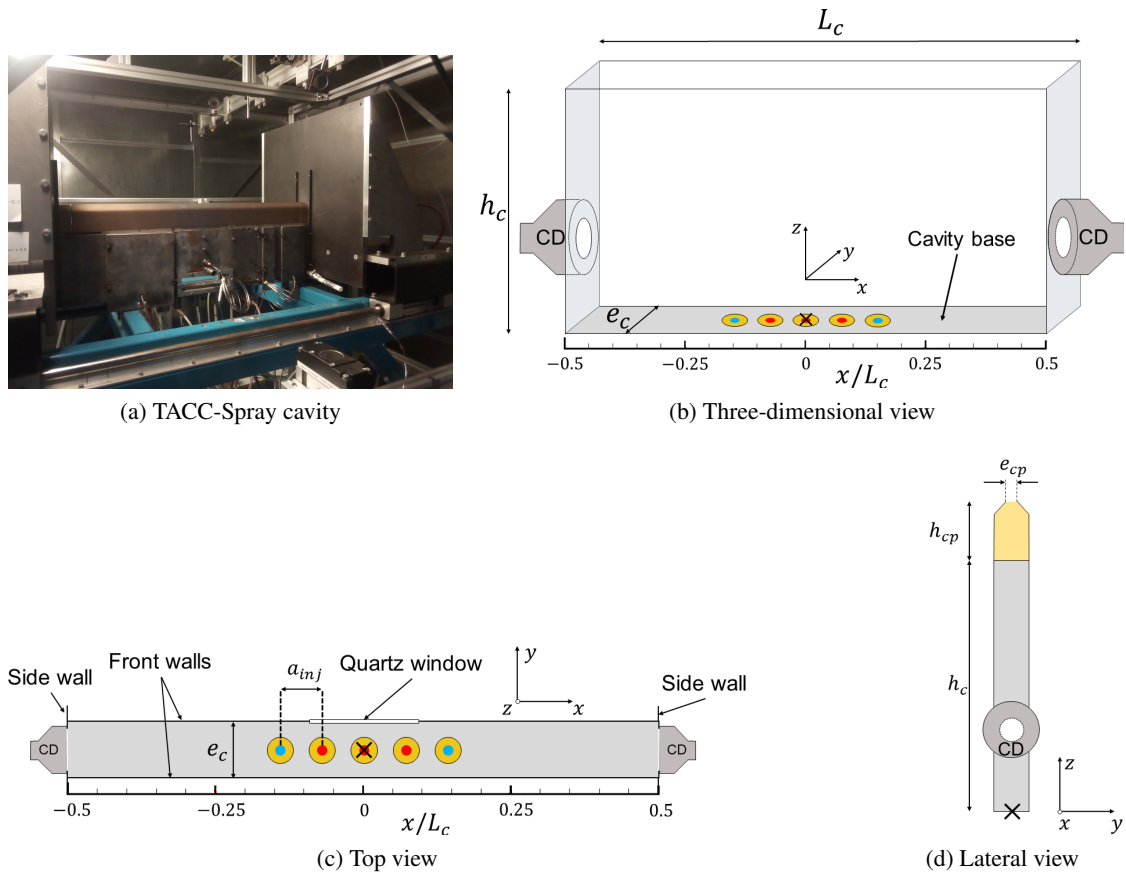 L_c
h_c
CD
CD
z
y
x
Cavity base
e_c
−0.5
−0.25
0
0.25
0.5
x/L_c
(a) TACC-Spray cavity
(b) Three-dimensional view
e_cp
h_cp
h_c
CD
z
x
y
Side wall
Front walls
a_inj
Quartz window
y
z
x
Side wall
CD
e_c
CD
−0.5
−0.25
0
0.25
0.5
x/L_c
(c) Top view
(d) Lateral view